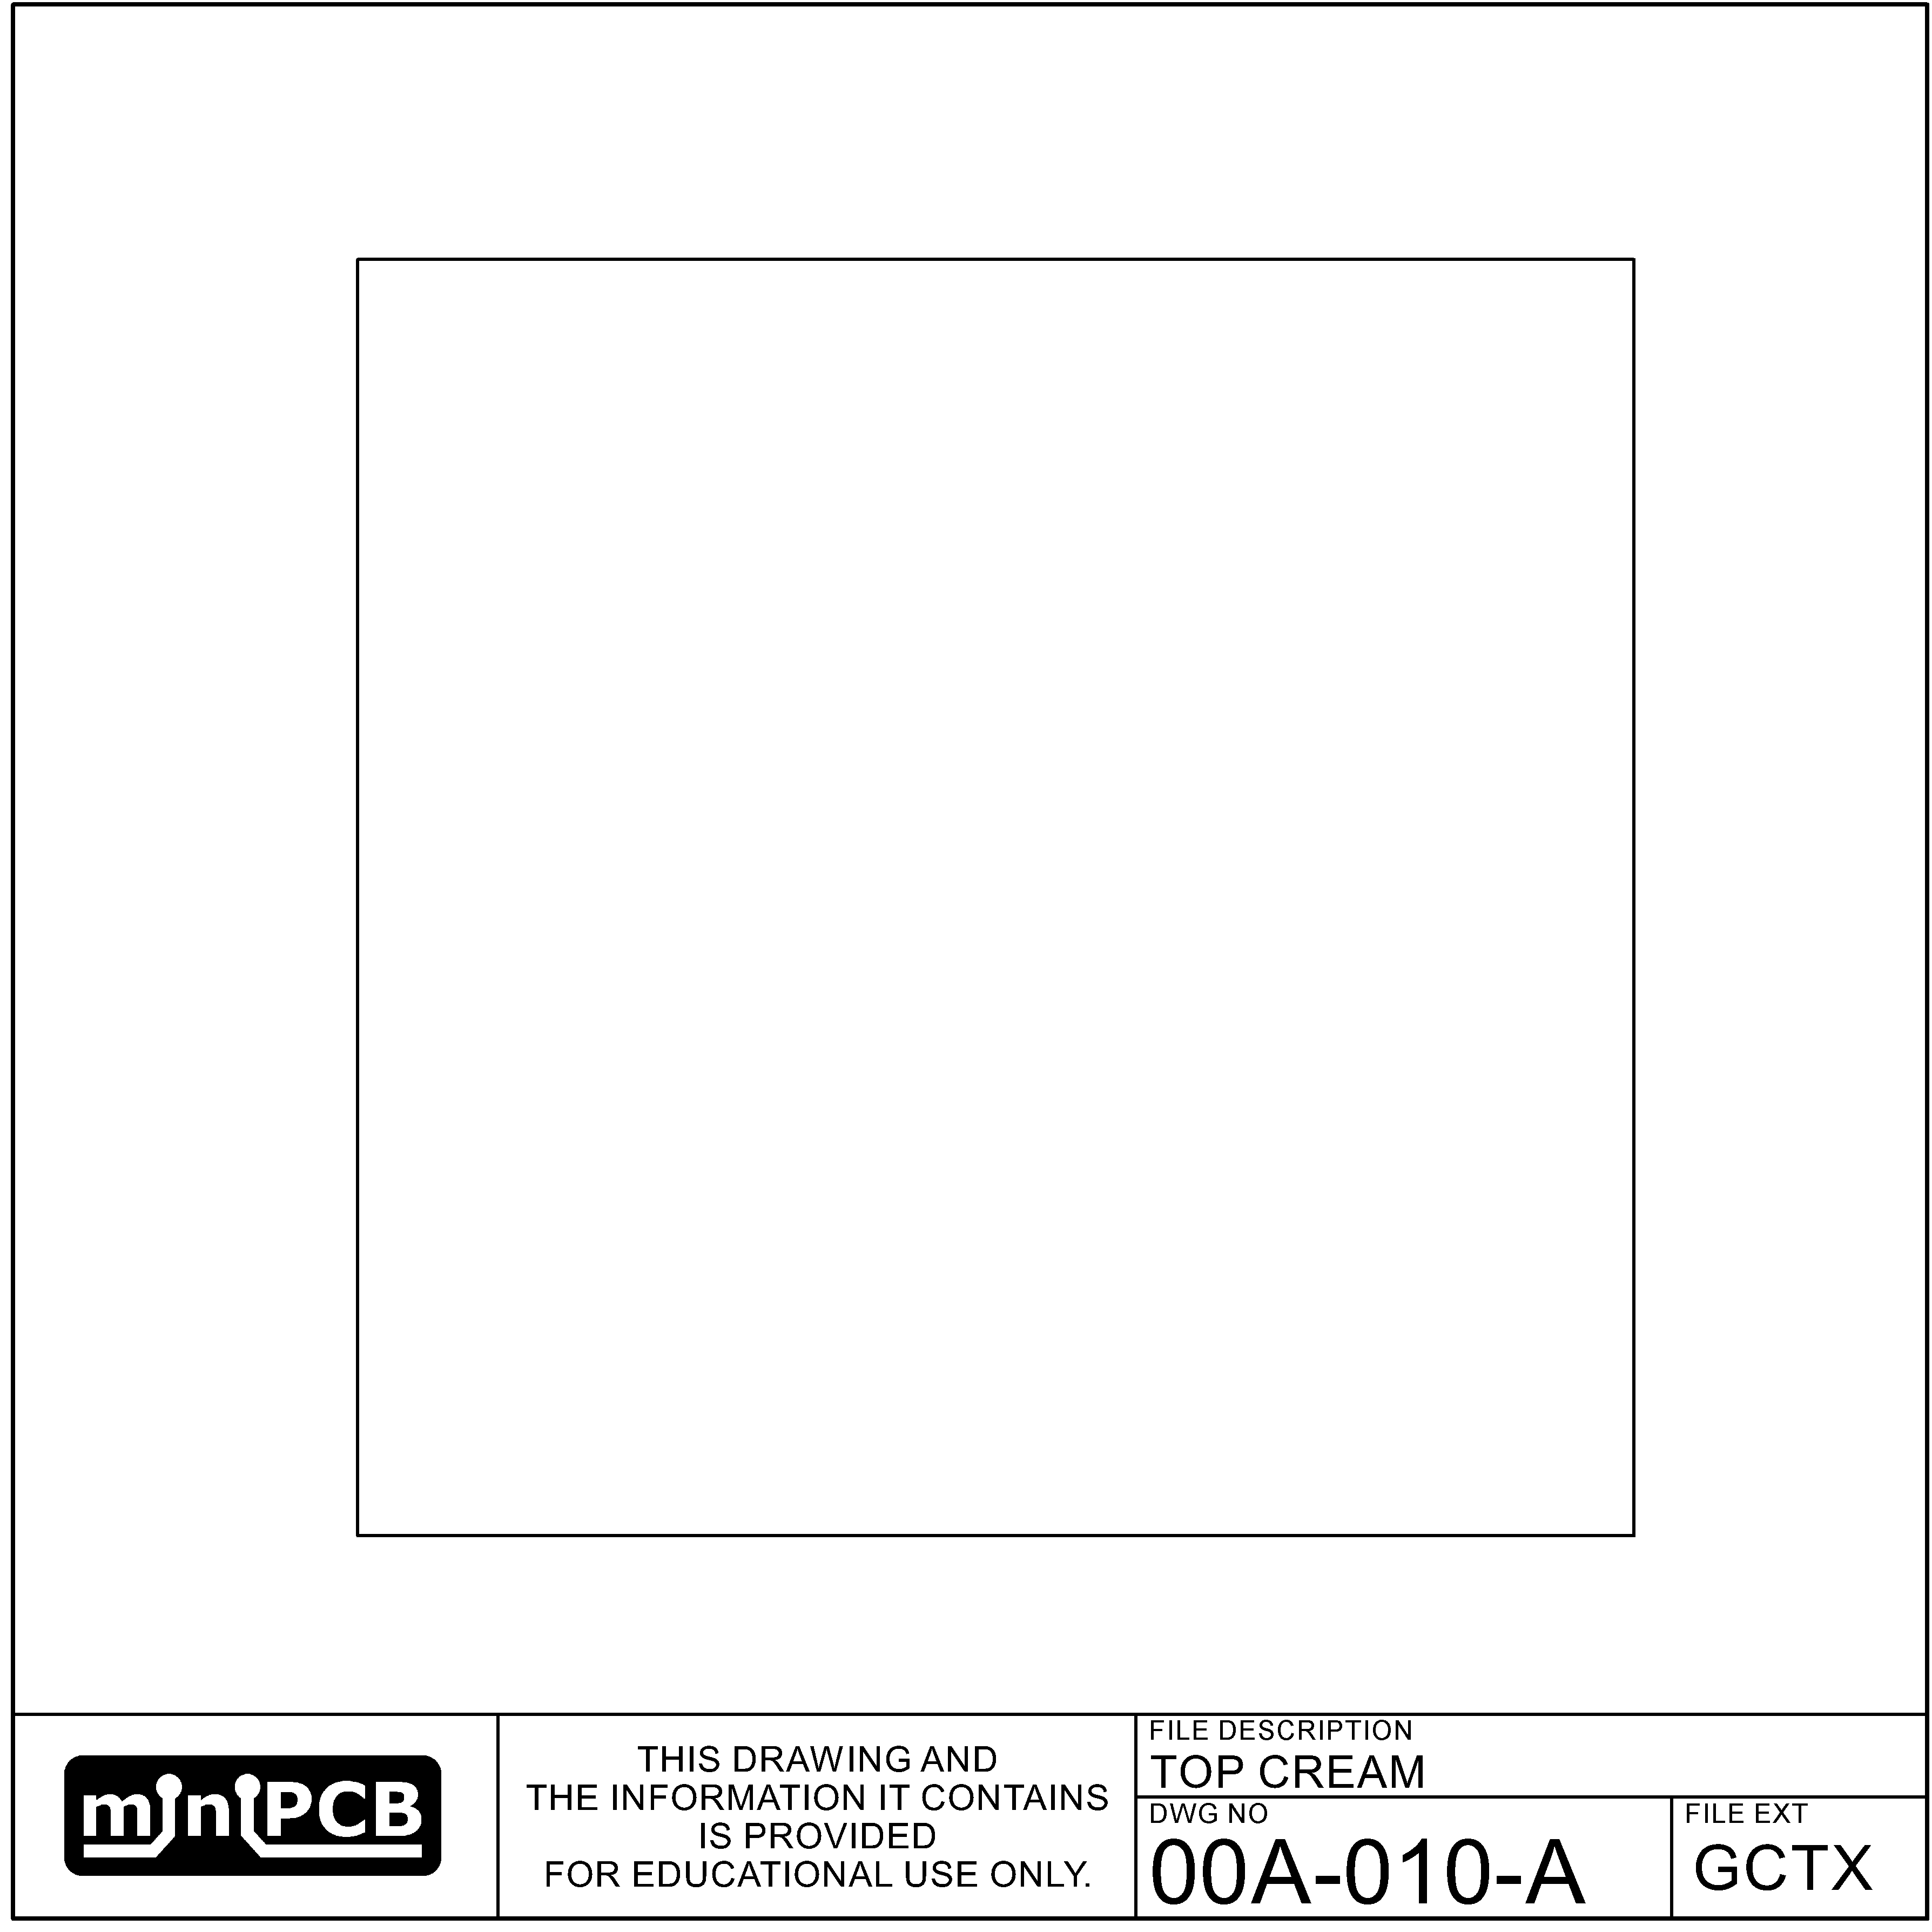 miniPCB
THIS DRAWING AND
THE INFORMATION IT CONTAINS
IS PROVIDED
FOR EDUCATIONAL USE ONLY.
FILE DESCRIPTION
TOP CREAM
DWG NO
00A-010-A
FILE EXT
GCTX